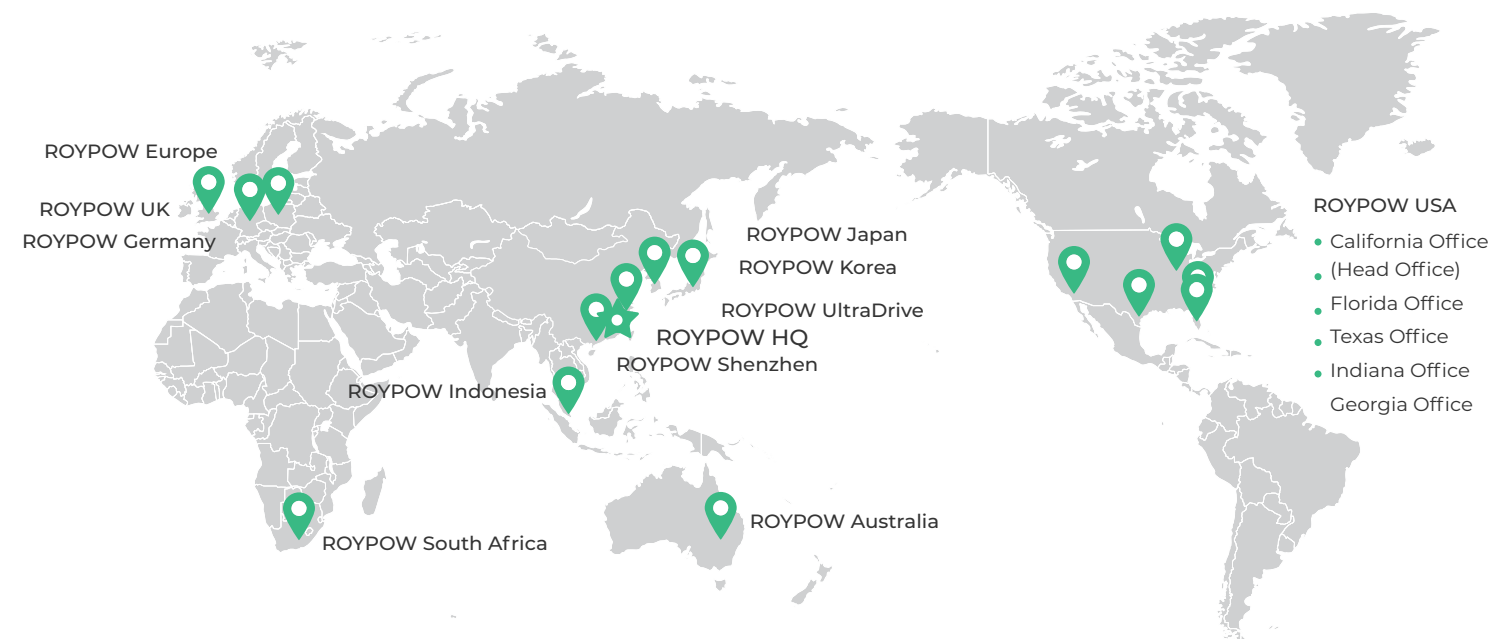 ROYPOW Europe
ROYPOW UK
ROYPOW Germany
ROYPOW Japan
ROYPOW Korea
ROYPOW UltraDrive
ROYPOW HQ
ROYPOW Shenzhen
ROYPOW Indonesia
ROYPOW South Africa
ROYPOW Australia
ROYPOW USA
• California Office
• (Head Office)
• Florida Office
• Texas Office
• Indiana Office
Georgia Office